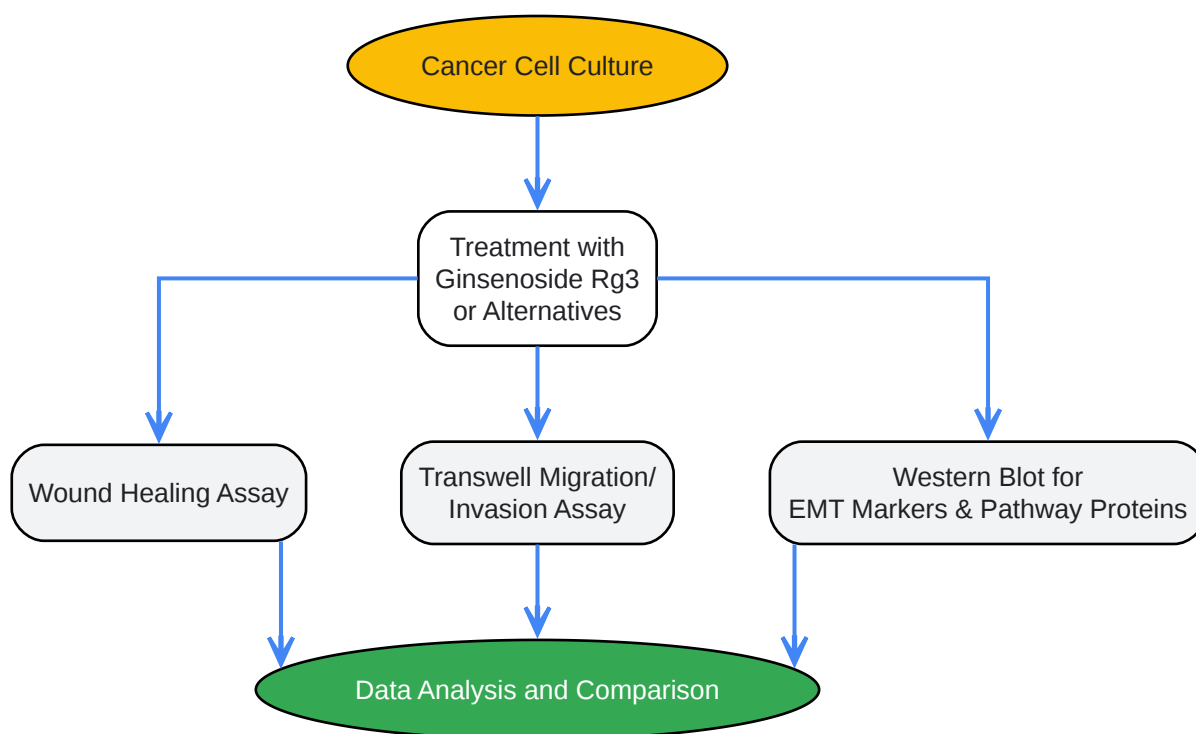 Cancer Cell Culture
Treatment with
Ginsenoside Rg3
or Alternatives
Wound Healing Assay
Transwell Migration/
Invasion Assay
Western Blot for
EMT Markers & Pathway Proteins
Data Analysis and Comparison